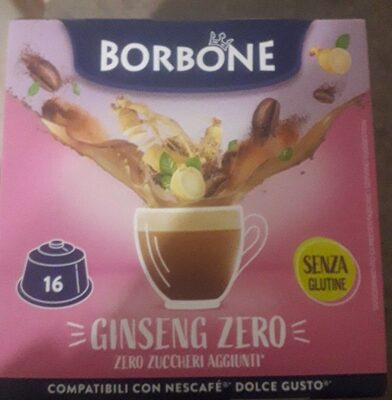 BORBONE
16
SENZA
GLUTINE
GINSENG ZERO
ZERO ZUCCHERI AGGIUNTI*
COMPATIBILI CON NESCAFÉ®* DOLCE GUSTO®*